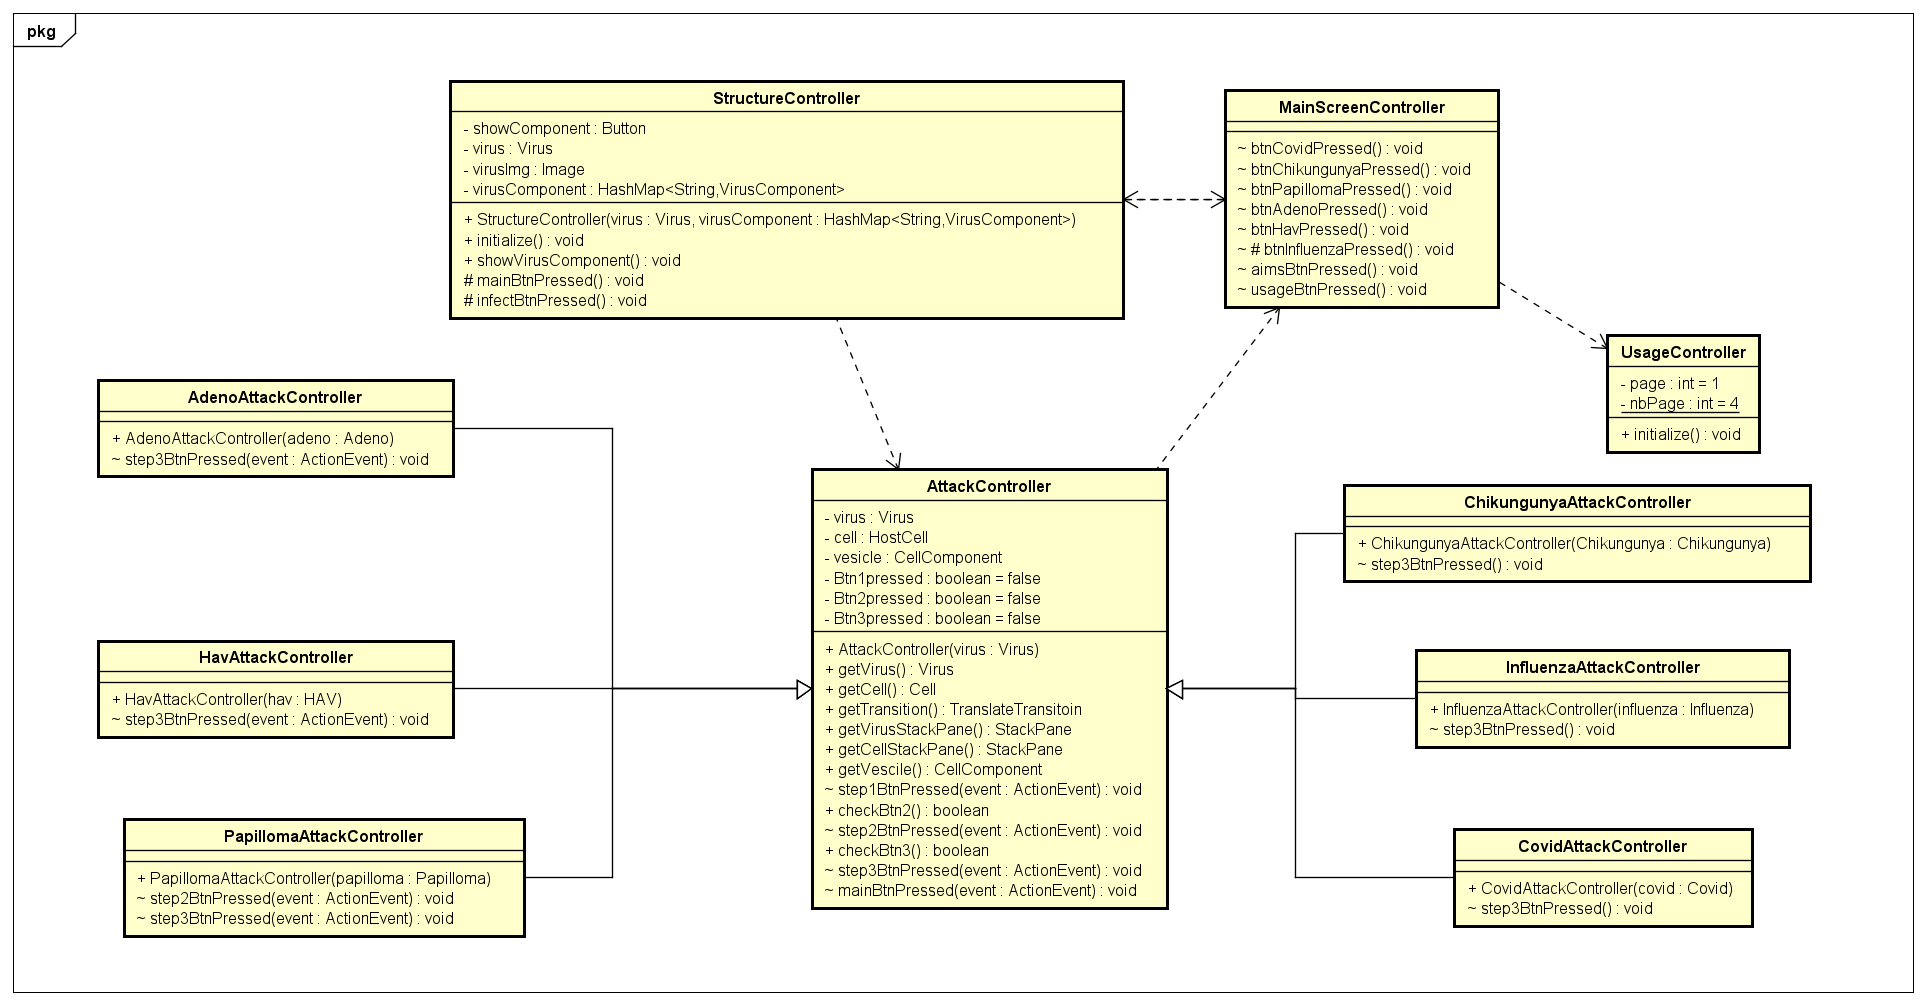 pkg
StructureController
- showComponent : Button
- virus : Virus
- virusImg : Image
- virusComponent : HashMap<String,VirusComponent>
+ StructureController(virus : Virus, virusComponent : HashMap<String,VirusComponent>)
+ initialize() : void
+ showVirusComponent() : void
# mainBtnPressed() : void
# infectBtnPressed() : void
MainScreenController
~ btnCovidPressed() : void
~ btnChikungunyaPressed() : void
~ btnPapillomaPressed() : void
~ btnAdenoPressed() : void
~ btnHavPressed() : void
~ # btnInfluenzaPressed() : void
~ aimsBtnPressed() : void
~ usageBtnPressed() : void
UsageController
- page : int = 1
- nbPage : int = 4
+ initialize() : void
AdenoAttackController
+ AdenoAttackController(adeno : Adeno)
~ step3BtnPressed(event : ActionEvent) : void
HavAttackController
+ HavAttackController(hav : HAV)
~ step3BtnPressed(event : ActionEvent) : void
PapillomaAttackController
+ PapillomaAttackController(papilloma : Papilloma)
~ step2BtnPressed(event : ActionEvent) : void
~ step3BtnPressed(event : ActionEvent) : void
AttackController
- virus : Virus
- cell : HostCell
- vesicle : CellComponent
- Btn1pressed : boolean = false
- Btn2pressed : boolean = false
- Btn3pressed : boolean = false
+ AttackController(virus : Virus)
+ getVirus() : Virus
+ getCell() : Cell
+ getTransition() : TranslateTransitoin
+ getVirusStackPane() : StackPane
+ getCellStackPane() : StackPane
+ getVescile() : CellComponent
~ step1BtnPressed(event : ActionEvent) : void
+ checkBtn2() : boolean
~ step2BtnPressed(event : ActionEvent) : void
+ checkBtn3() : boolean
~ step3BtnPressed(event : ActionEvent) : void
~ mainBtnPressed(event : ActionEvent) : void
ChikungunyaAttackController
+ ChikungunyaAttackController(Chikungunya : Chikungunya)
~ step3BtnPressed() : void
InfluenzaAttackController
+ InfluenzaAttackController(influenza : Influenza)
~ step3BtnPressed() : void
CovidAttackController
+ CovidAttackController(covid : Covid)
~ step3BtnPressed() : void